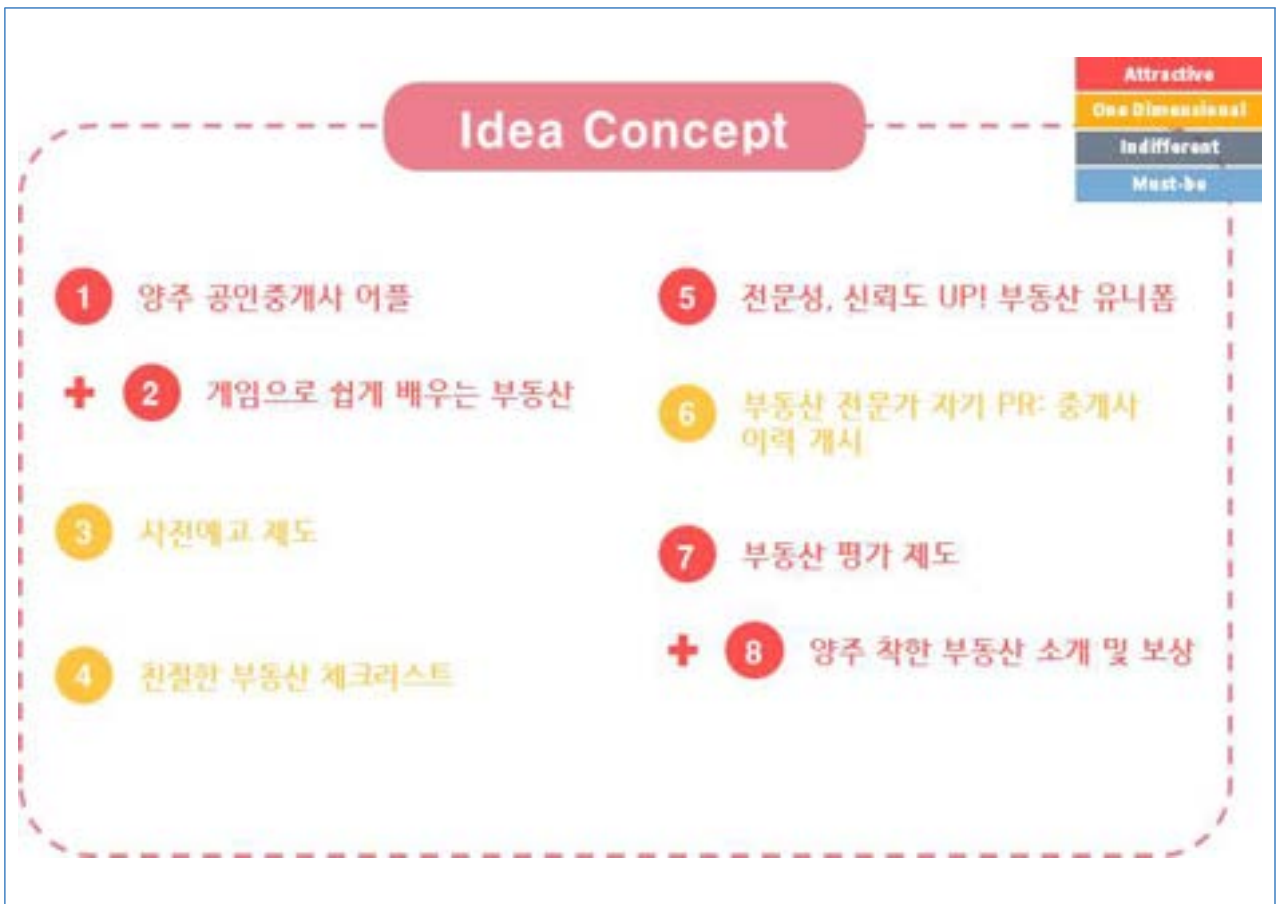 Idea Concept
Attractive
One Dimensional
Indifferent
Must-be
1 양주 공인중개사 어플
+ 2 게임으로 쉽게 배우는 부동산
3 사전예고 제도
4 친절한 부동산 체크리스트
5 전문성, 신뢰도 UP! 부동산 유니폼
6 부동산 전문가 자기 PR: 중개사
이력 개시
7 부동산 평가 제도
+ 8 양주 착한 부동산 소개 및 보상